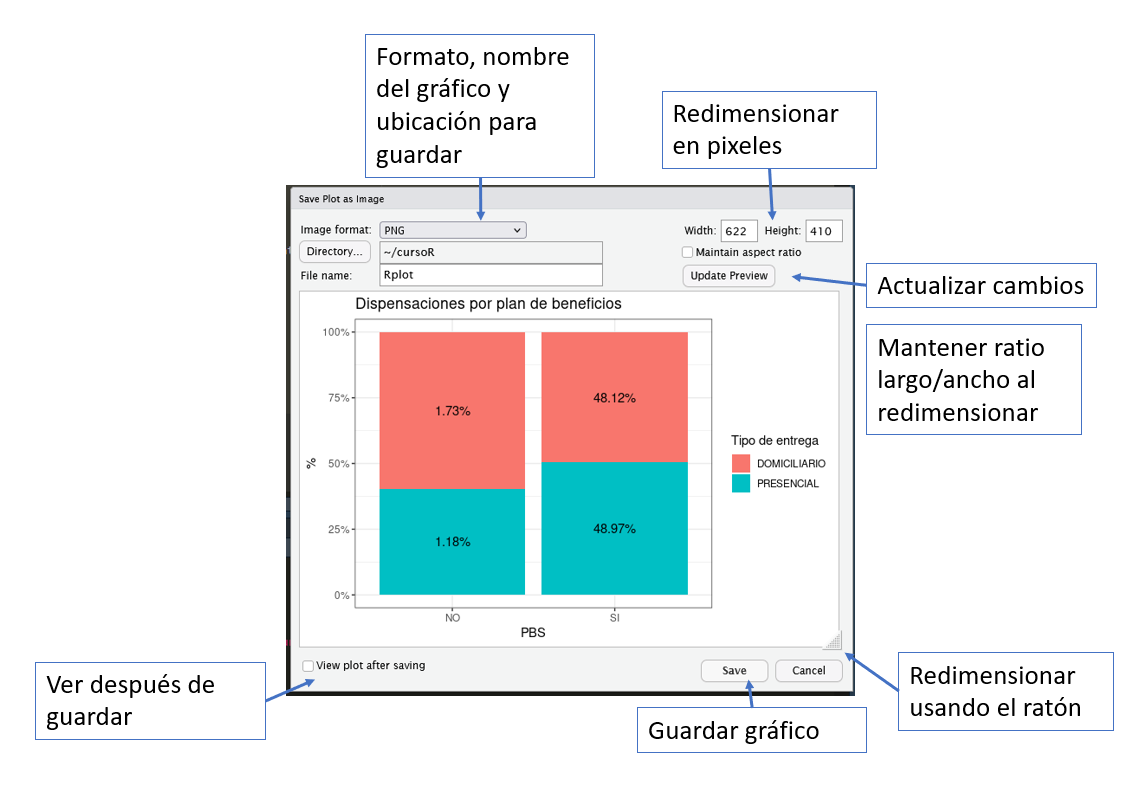 Formato, nombre
del gráfico y
ubicación para
guardar
Redimensionar
en pixeles
Save Plot as Image
Image format: PNG
Width: 622 Height: 410
Directory... ~/cursoR
Maintain aspect ratio
File name: Rplot
Update Preview
Actualizar cambios
Mantener ratio
largo/ancho al
redimensionar
Dispensaciones por plan de beneficios
100%
75%
50%
25%
0%
%
1.73%
48.12%
1.18%
48.97%
NO SI
PBS
Tipo de entrega
DOMICILIARIO
PRESENCIAL
View plot after saving
Save Cancel
Ver después de
guardar
Guardar gráfico
Redimensionar
usando el ratón